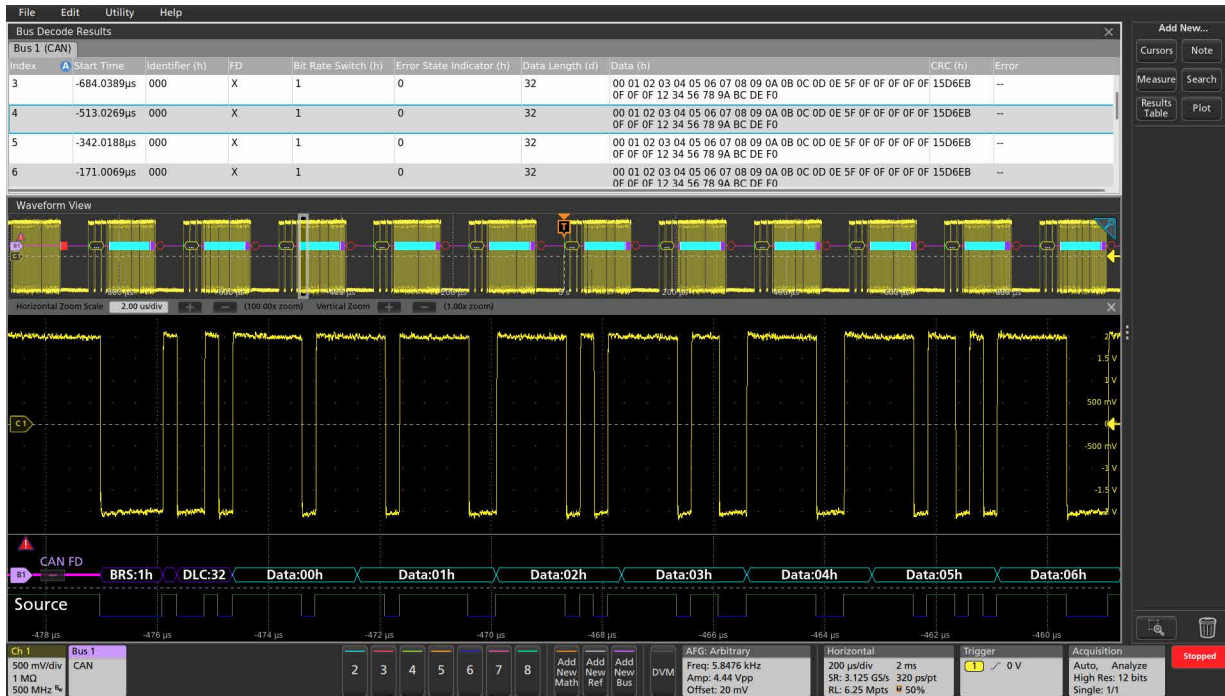 File Edit Utility Help
Bus Decode Results
Bus 1 (CAN)
Index A Start Time Identifier (h) FD Bit Rate Switch (h) Error State Indicator (h) Data Length (d) Data (h) CRC (h) Error
3 -684.0389µs 000 X 1 0 32 00 01 02 03 04 05 06 07 08 09 0A 0B 0C 0D 0E 5F 0F 0F 0F 0F 0F 15D6EB --
0F 0F 0F 12 34 56 78 9A BC DE F0
4 -513.0269µs 000 X 1 0 32 00 01 02 03 04 05 06 07 08 09 0A 0B 0C 0D 0E 5F 0F 0F 0F 0F 0F 15D6EB --
0F 0F 0F 12 34 56 78 9A BC DE F0
5 -342.0188µs 000 X 1 0 32 00 01 02 03 04 05 06 07 08 09 0A 0B 0C 0D 0E 5F 0F 0F 0F 0F 0F 15D6EB --
0F 0F 0F 12 34 56 78 9A BC DE F0
6 -171.0069µs 000 X 1 0 32 00 01 02 03 04 05 06 07 08 09 0A 0B 0C 0D 0E 5F 0F 0F 0F 0F 0F 15D6EB --
0F 0F 0F 12 34 56 78 9A BC DE F0
Waveform View
T
B1
C1
Horizontal Zoom Scale 2.00 us/div (100.00x zoom) Vertical Zoom (1.00x zoom)
2 V
1.5 V
1 V
500 mV
C 1
-500 mV
-1 V
-1.5 V
CAN FD
B1 BRS:1h DLC:32 Data:00h Data:01h Data:02h Data:03h Data:04h Data:05h Data:06h
Source
-478 µs -476 µs -474 µs -472 µs -470 µs -468 µs -466 µs -464 µs -462 µs -460 µs
Add New...
Cursors Note
Measure Search
Results Table Plot
Ch 1
500 mV/div
1 MΩ
500 MHz Bw
Bus 1
CAN
2 3 4 5 6 7 8
Add New Math
Add New Ref
Add New Bus
DVM
AFG: Arbitrary
Freq: 5.8476 kHz
Amp: 4.44 Vpp
Offset: 20 mV
Horizontal
200 µs/div 2 ms
SR: 3.125 GS/s 320 ps/pt
RL: 6.25 Mpts 50%
Trigger
1 0 V
Acquisition
Auto, Analyze
High Res: 12 bits
Single: 1/1
Stopped